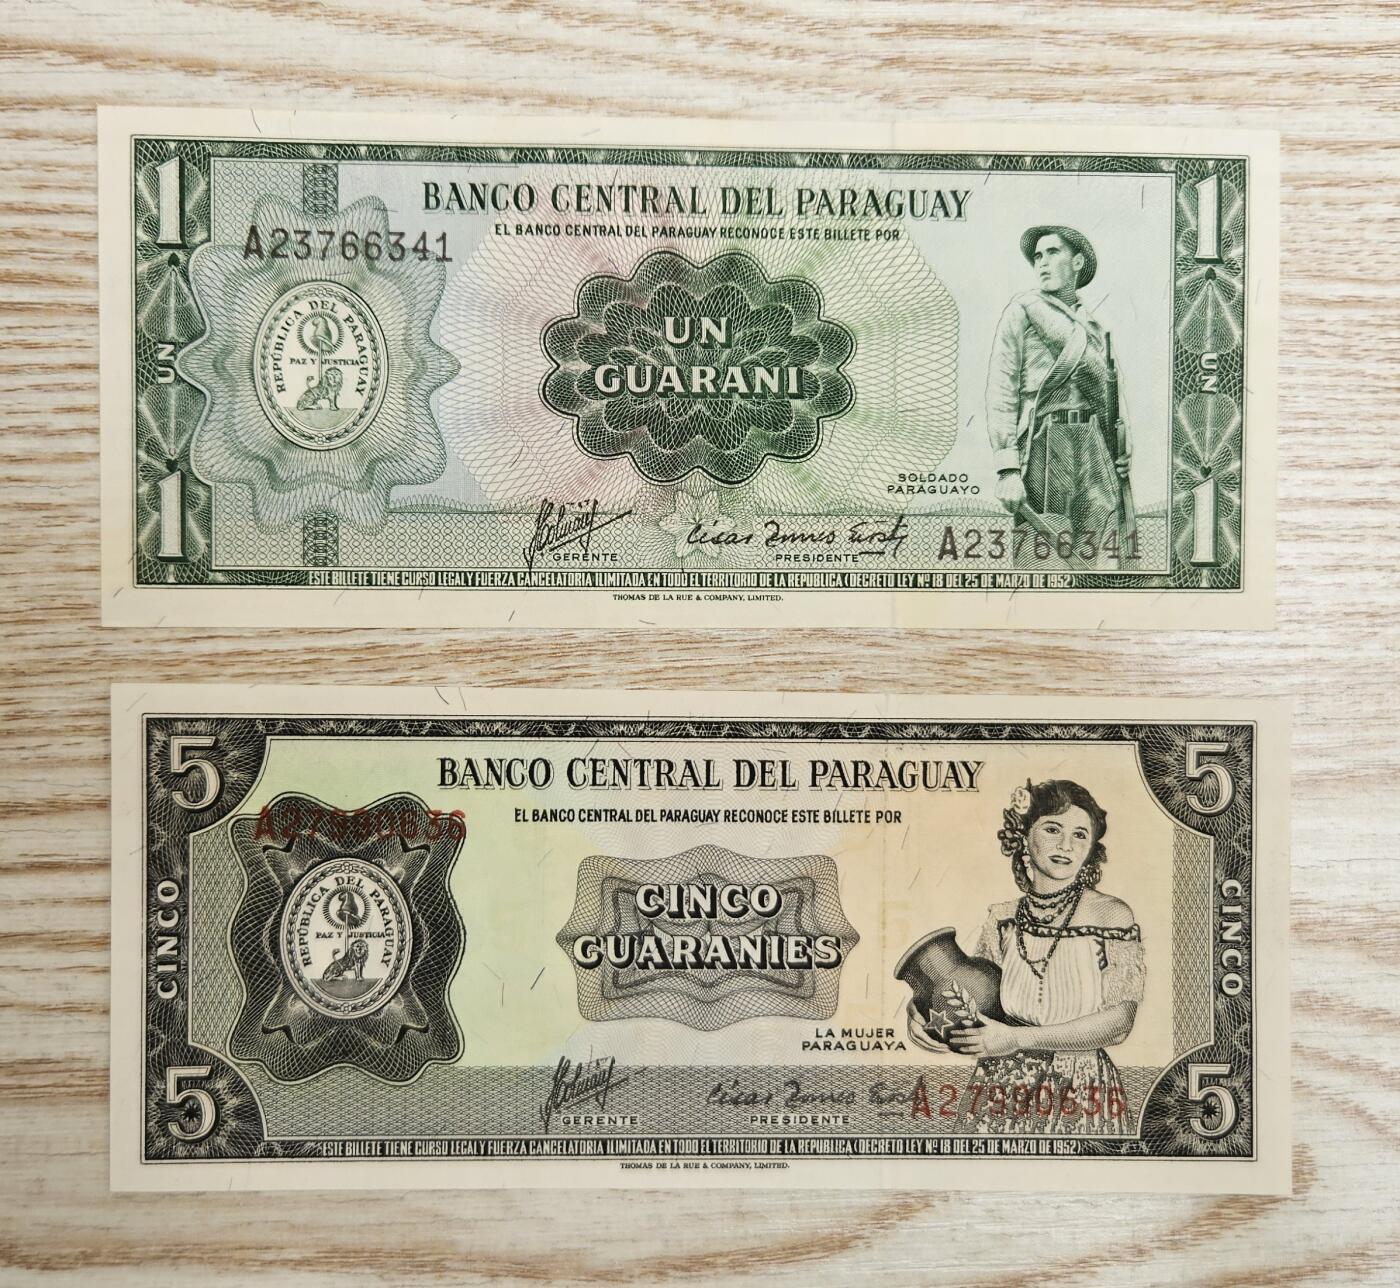 1
1
BANCO CENTRAL DEL PARAGUAY
EL BANCO CENTRAL DEL PARAGUAY RECONOCE ESTE BILLETE POR
A23766341
REPÚBLICA DEL PARAGUAY
PAZ Y JUSTICIA
UN
UN
GUARANI
UN
SOLDADO
PARAGUAYO
GERENTE
PRESIDENTE
A23766341
1
1
ESTE BILLETE TIENE CURSO LEGAL Y FUERZA CANCELATORIA ILIMITADA EN TODO EL TERRITORIO DE LA REPUBLICA (DECRETO LEY Nº 18 DEL 25 DE MARZO DE 1952)
THOMAS DE LA RUE & COMPANY, LIMITED.
5
5
BANCO CENTRAL DEL PARAGUAY
EL BANCO CENTRAL DEL PARAGUAY RECONOCE ESTE BILLETE POR
A27990636
REPÚBLICA DEL PARAGUAY
PAZ Y JUSTICIA
CINCO
CINCO
GUARANIES
CINCO
LA MUJER
PARAGUAYA
GERENTE
PRESIDENTE
A27990636
5
5
ESTE BILLETE TIENE CURSO LEGAL Y FUERZA CANCELATORIA ILIMITADA EN TODO EL TERRITORIO DE LA REPUBLICA (DECRETO LEY Nº 18 DEL 25 DE MARZO DE 1952)
THOMAS DE LA RUE & COMPANY, LIMITED.